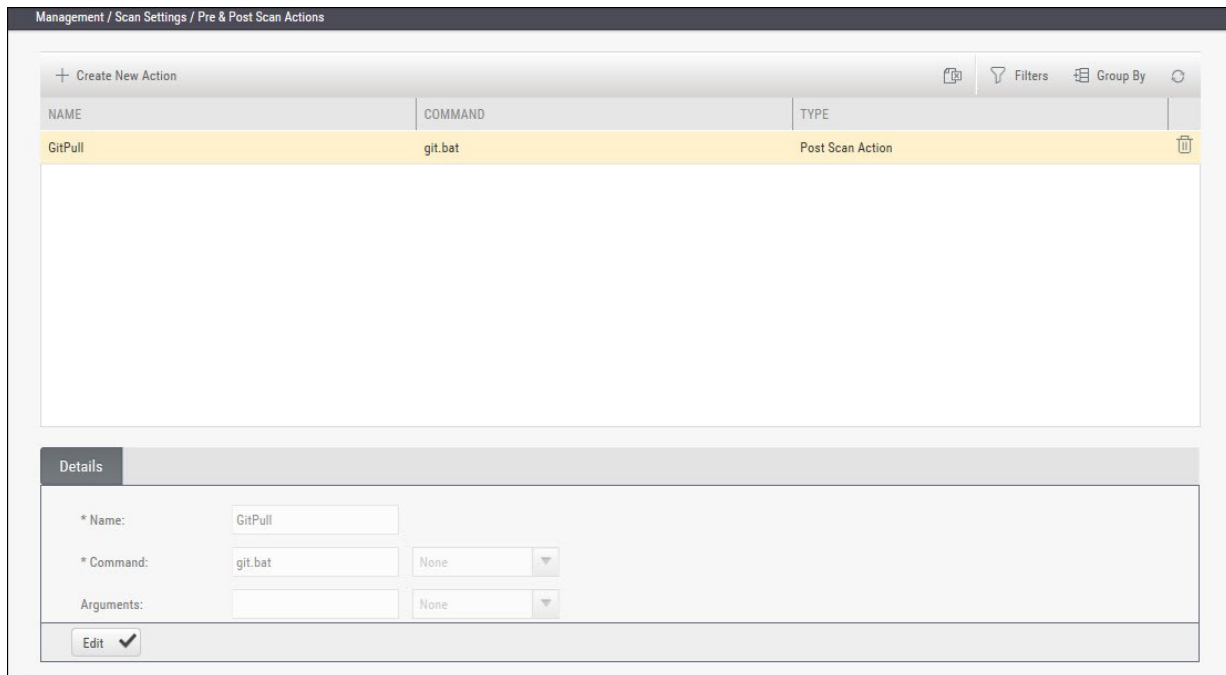 Management / Scan Settings / Pre & Post Scan Actions
Create New Action
Filters
Group By
NAME COMMAND TYPE
GitPull git.bat Post Scan Action
Details
* Name: GitPull
* Command: git.bat None
Arguments: None
Edit